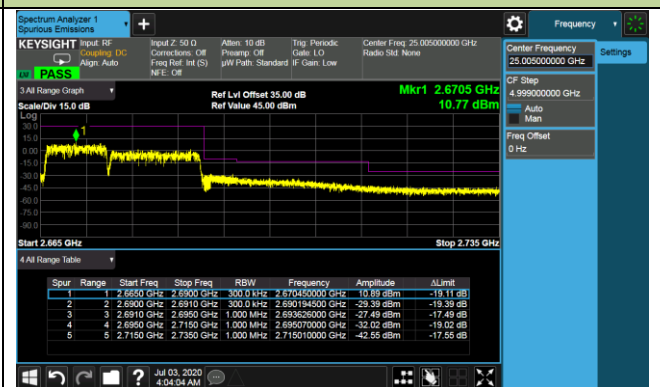 Spectrum Analyzer 1
Spurious Emissions
Frequency
KEYSIGHT Input: RF
Coupling: DC
Align: Auto
Input Z: 50 Ω
Corrections: Off
Freq Ref: Int (S)
NFE: Off
Atten: 10 dB
Preamp: Off
µW Path: Standard
Trig: Periodic
Gate: LO
IF Gain: Low
Center Freq: 25.005000000 GHz
Radio Std: None
PASS
Center Frequency
25.005000000 GHz
Settings
CF Step
4.999000000 GHz
Auto
Man
Freq Offset
0 Hz
3 All Range Graph
Scale/Div 15.0 dB
Ref Lvl Offset 35.00 dB
Ref Value 45.00 dBm
Mkr1 2.6705 GHz
10.77 dBm
Log
30.0
15.0
0.00
-15.0
-30.0
-45.0
-60.0
-75.0
-90.0
1
Start 2.665 GHz
Stop 2.735 GHz
4 All Range Table
Spur Range Start Freq Stop Freq RBW Frequency Amplitude ΔLimit
1 1 2.6650 GHz 2.6900 GHz 300.0 kHz 2.670450000 GHz 10.89 dBm -19.11 dB
2 2 2.6900 GHz 2.6910 GHz 300.0 kHz 2.690194500 GHz -29.39 dBm -19.39 dB
3 3 2.6910 GHz 2.6950 GHz 1.000 MHz 2.693626000 GHz -27.49 dBm -17.49 dB
4 4 2.6950 GHz 2.7150 GHz 1.000 MHz 2.695070000 GHz -32.02 dBm -19.02 dB
5 5 2.7150 GHz 2.7350 GHz 1.000 MHz 2.715010000 GHz -42.55 dBm -17.55 dB
Jul 03, 2020
4:04:04 AM